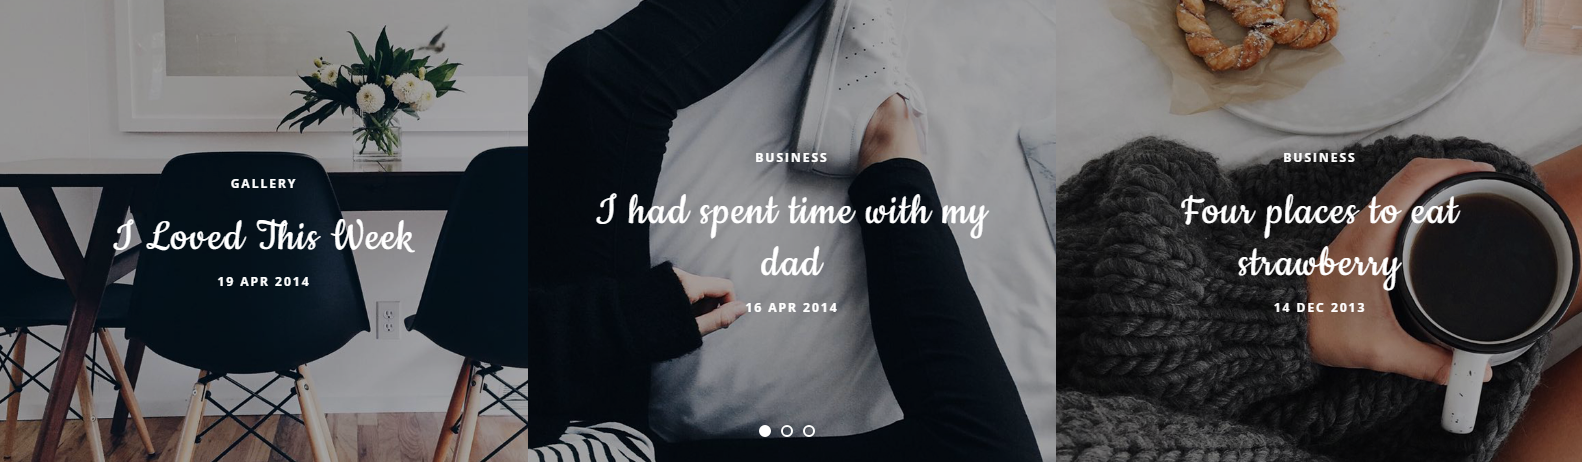 GALLERY
I Loved This Week
19 APR 2014
BUSINESS
I had spent time with my
dad
16 APR 2014
BUSINESS
Four places to eat
strawberry
14 DEC 2013